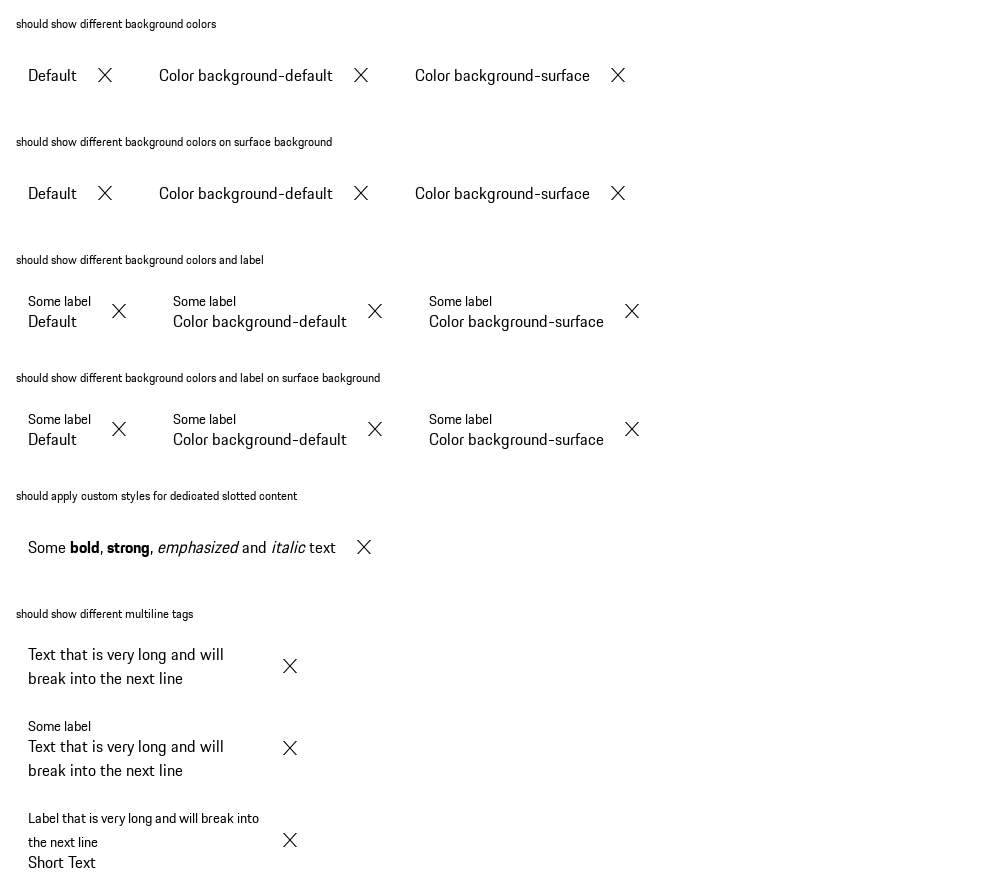 should show different background colors
Default Color background-default Color background-surface
should show different background colors on surface background
Default Color background-default Color background-surface
should show different background colors and label
Some label Some label Some label
Default Color background-default Color background-surface
should show different background colors and label on surface background
Some label Some label Some label
Default Color background-default Color background-surface
should apply custom styles for dedicated slotted content
Some bold, strong, emphasized and italic text
should show different multiline tags
Text that is very long and will
break into the next line
Some label
Text that is very long and will
break into the next line
Label that is very long and will break into
the next line
Short Text